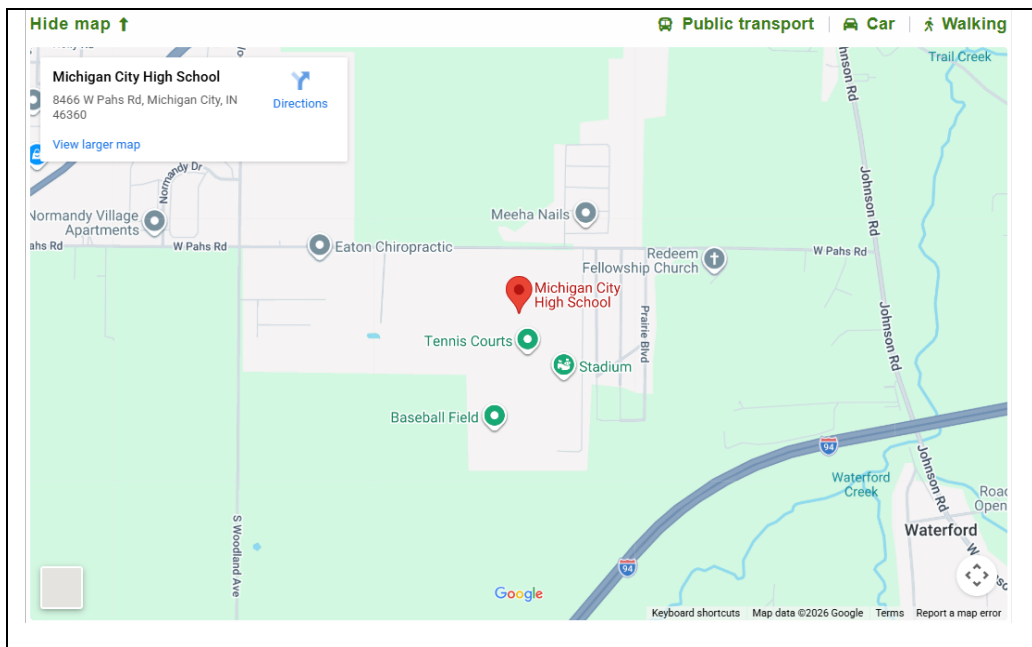 Hide map ↑
Public transport
Car
Walking
Trail Creek
Michigan City High School
8466 W Pahs Rd, Michigan City, IN
46360
Directions
View larger map
Johnson Rd
Normandy Dr
Normandy Village
Apartments
Meeha Nails
ahs Rd
W Pahs Rd
Eaton Chiropractic
Redeem
Fellowship Church
W Pahs Rd
Michigan City
High School
Johnson Rd
Prairie Blvd
Tennis Courts
Stadium
Johnson Rd
Baseball Field
94
Waterford
Creek
Johnson Rd
Road
Open
Waterford
S Woodland Ave
94
Google
Keyboard shortcuts
Map data ©2026 Google
Terms
Report a map error